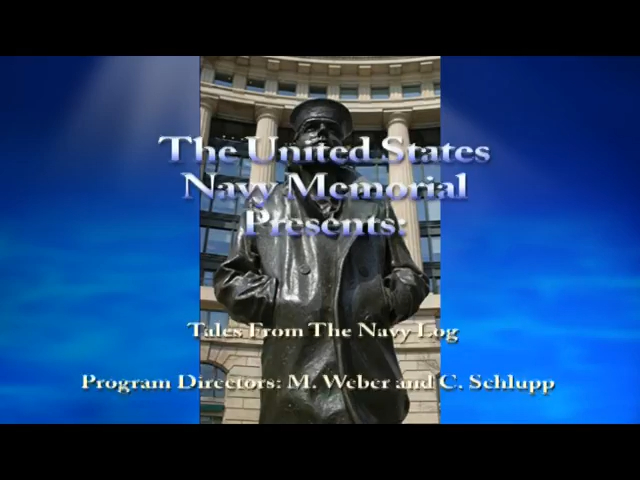 The United States
Navy Memorial
Presents:
Tales From The Navy Log
Program Directors: M. Weber and C. Schlupp